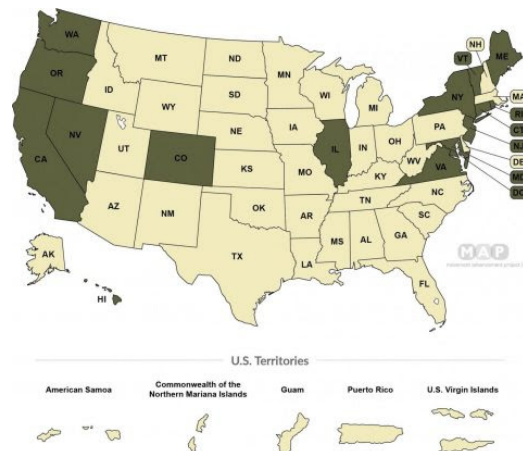 WA
MT
ND
MN
OR
ID
SD
WI
MI
NH
VT
ME
WY
NY
MA
RI
CT
NV
NE
IA
PA
NJ
UT
CO
IL
IN
OH
DE
CA
KS
MO
WV
VA
MD
DC
KY
AZ
NM
OK
AR
TN
NC
SC
TX
LA
MS
AL
GA
FL
AK
HI
MAP
U.S. Territories
American Samoa
Commonwealth of the
Northern Mariana Islands
Guam
Puerto Rico
U.S. Virgin Islands